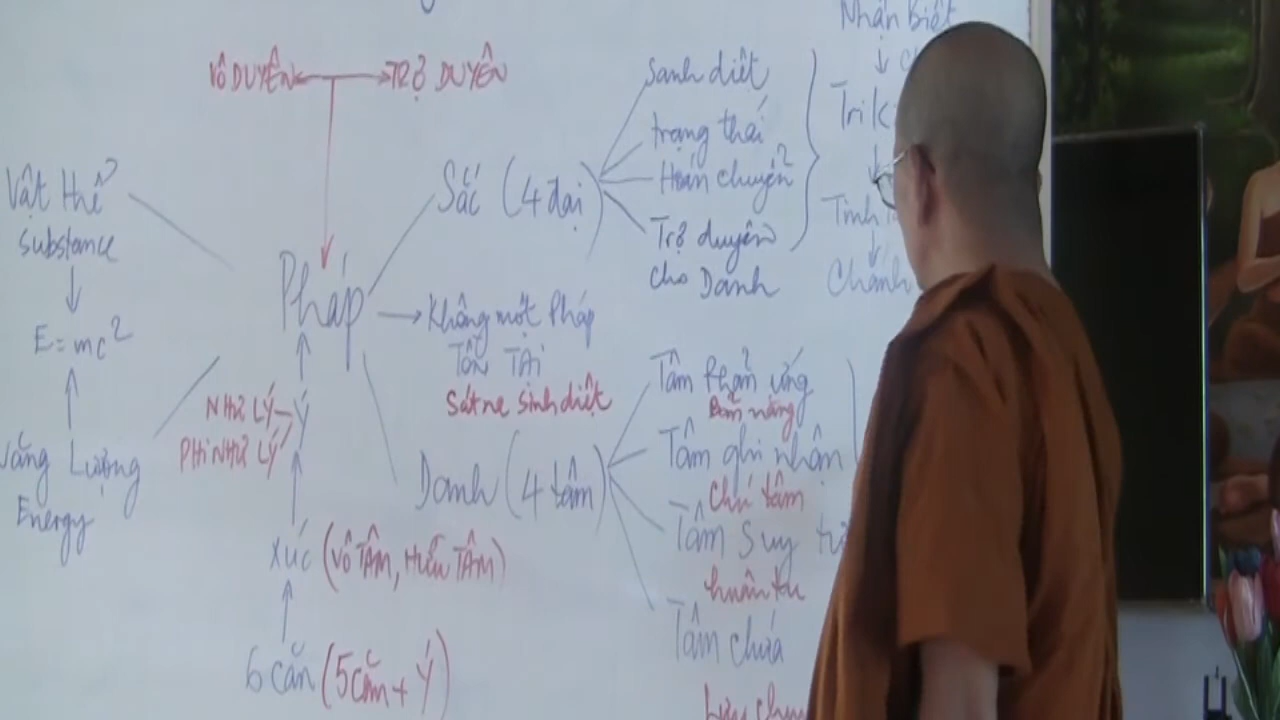 VÔ DUYÊN
TRỢ DUYÊN
Vật thể
Substance
E = mc²
Năng Lượng
Energy
Pháp
NHƯ LÝ
PHI NHƯ LÝ
Ý
Xúc (VÔ TÂM, HỮU TÂM)
6 căn (5 căn + Ý)
Sắc (4 đại)
Sanh diệt
trạng thái
Hoán chuyển
Trợ duyên
cho Danh
Không một Pháp
TỒN TẠI
Sátna sinh diệt
Danh (4 tâm)
Tâm phản ứng
Bản năng
Tâm ghi nhận
Chú tâm
Tâm Suy
huân tu
Tâm chứa
Nhận biết
Tri
Chánh